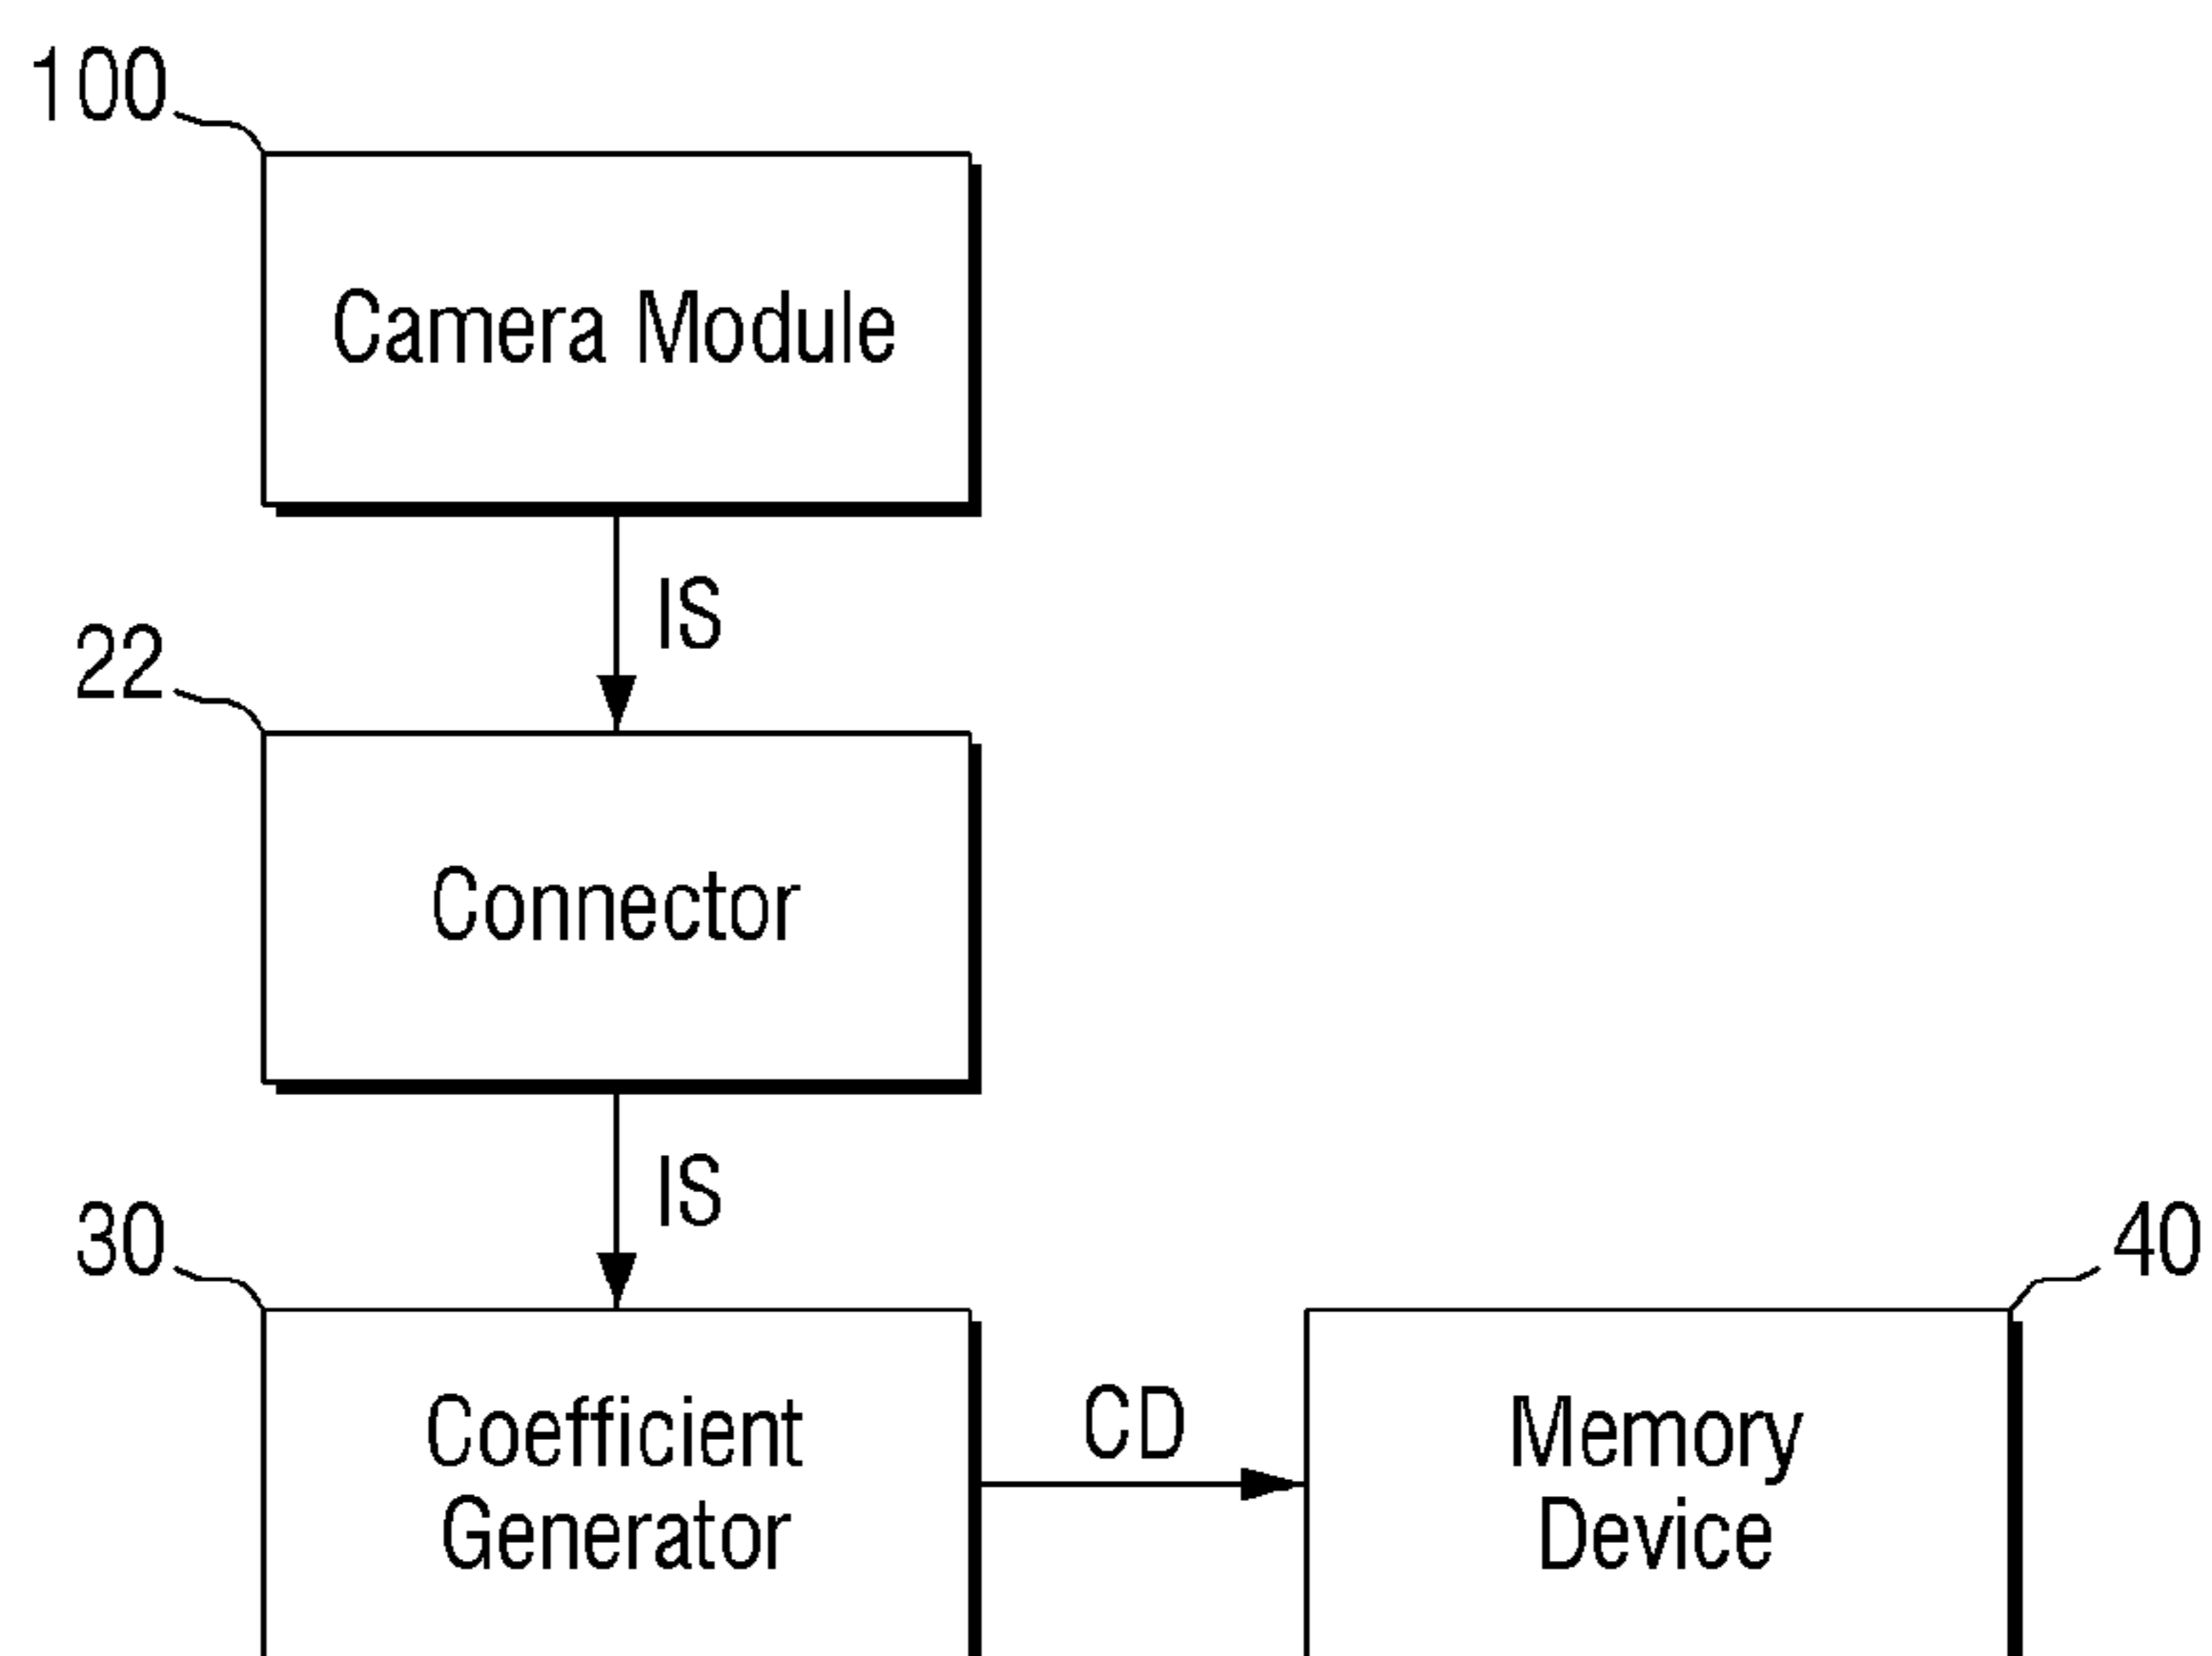 100
Camera Module
IS
22
Connector
IS
30
40
Coefficient
Generator
CD
Memory
Device